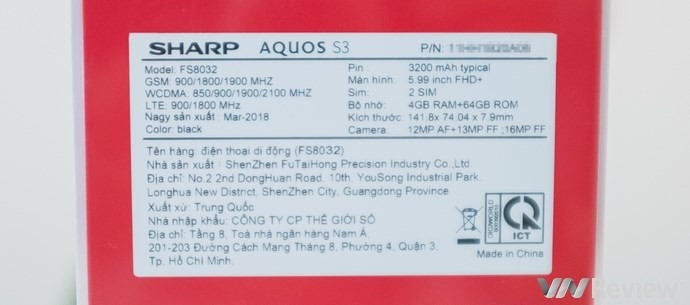 SHARP AQUOS S3 P/N:
Model: FS8032
GSM: 900/1800/1900 MHZ
WCDMA: 850/900/1900/2100 MHZ
LTE: 900/1800 MHz
Nagy sản xuất : Mar-2018
Color: black
Pin : 3200 mAh typical
Màn hình: 5.99 inch FHD+
Sim: 2 SIM
Bộ nhớ: 4GB RAM+64GB ROM
Kích thước: 141.8x 74.04 x 7.9mm
Camera: 12MP AF+13MP FF ;16MP FF
Tên hàng: điện thoại di động (FS8032)
Nhà sản xuất : ShenZhen FuTaiHong Precision Industry Co.,Ltd.
Địa chỉ: No.2 2nd DongHuan Road. 10th. YouSong Industrial Park.
Longhua New District, ShenZhen City, Guangdong Province
Xuất xứ: Trung Quốc
Nhà nhập khẩu: CÔNG TY CP THẾ GIỚI SỐ
Địa chỉ: Tầng 8, Toà nhà ngân hàng Nam Á.
201-203 Đường Cách Mạng Tháng 8, Phường 4, Quận 3,
Tp. Hồ Chí Minh.
ICT
Made in China
VNReview